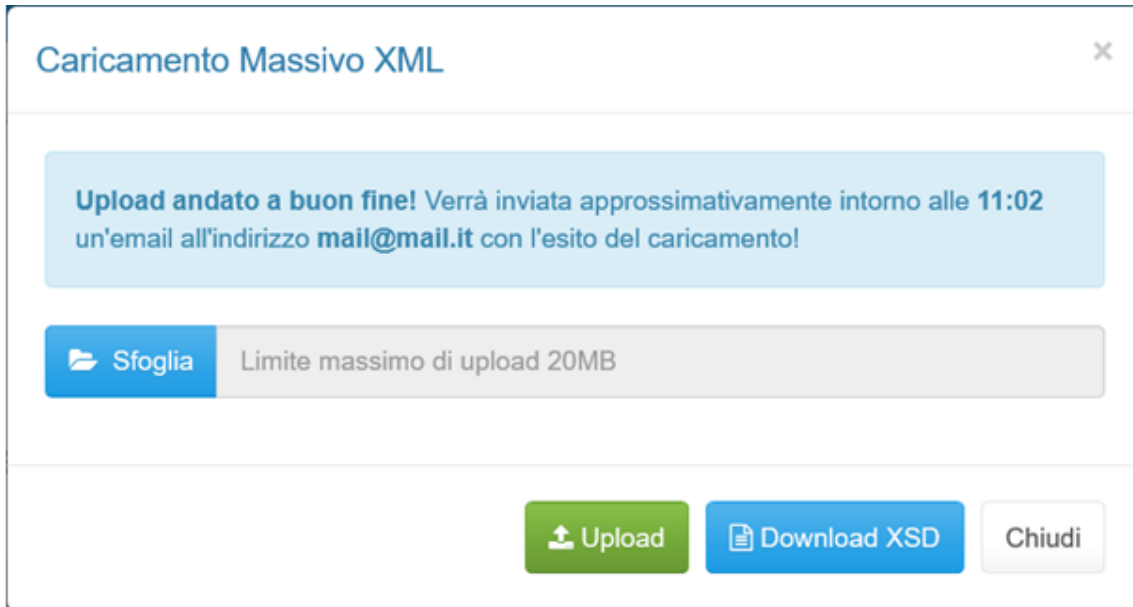 Caricamento Massivo XML
×
Upload andato a buon fine! Verrà inviata approssimativamente intorno alle 11:02
un'email all'indirizzo mail@mail.it con l'esito del caricamento!
Sfoglia Limite massimo di upload 20MB
Upload Download XSD Chiudi